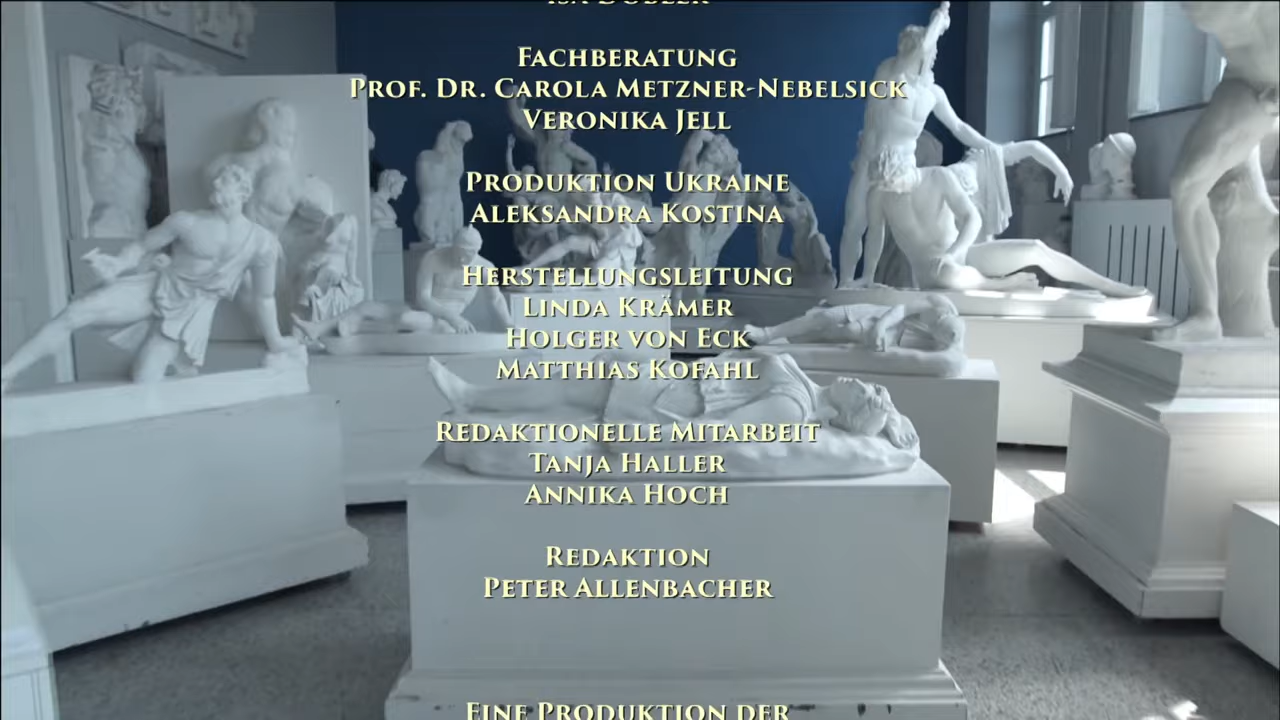 Fachberatung
Prof. Dr. Carola Metzner-Nebelsick
Veronika Jell
Produktion Ukraine
Aleksandra Kostina
Herstellungsleitung
Linda Krämer
Holger von Eck
Matthias Kofahl
Redaktionelle Mitarbeit
Tanja Haller
Annika Hoch
Redaktion
Peter Allenbacher
Eine Produktion der